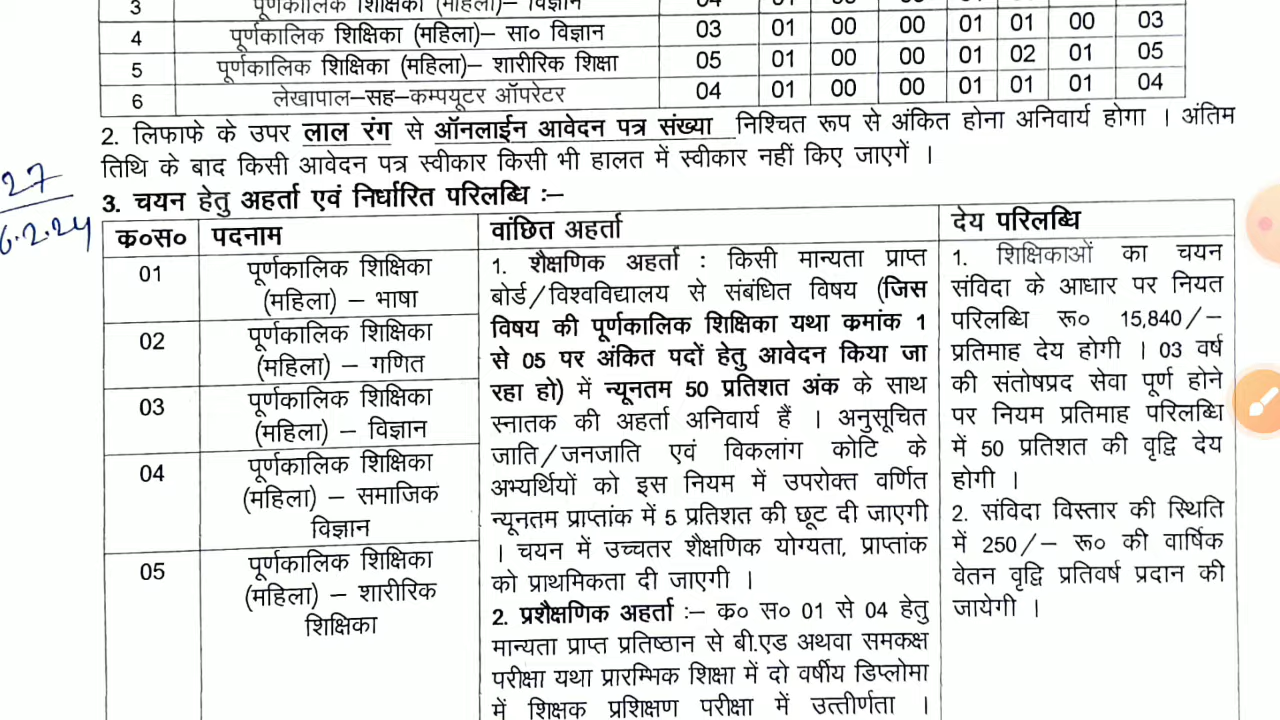 3 पूर्णकालिक शिक्षिका (महिला)– विज्ञान 04 01 00 00
4 पूर्णकालिक शिक्षिका (महिला)– सा० विज्ञान 03 01 00 00 01 01 00 03
5 पूर्णकालिक शिक्षिका (महिला)– शारीरिक शिक्षा 05 01 00 00 01 02 01 05
6 लेखापाल–सह–कम्पयूटर ऑपरेटर 04 01 00 00 01 01 01 04
2. लिफाफे के उपर लाल रंग से ऑनलाईन आवेदन पत्र संख्या निश्चित रूप से अंकित होना अनिवार्य होगा । अंतिम
तिथि के बाद किसी आवेदन पत्र स्वीकार किसी भी हालत में स्वीकार नहीं किए जाएगें ।
27
6.2.24
3. चयन हेतु अहर्ता एवं निर्धारित परिलब्धि :–
क०स० पदनाम
01 पूर्णकालिक शिक्षिका
(महिला) – भाषा
02 पूर्णकालिक शिक्षिका
(महिला) – गणित
03 पूर्णकालिक शिक्षिका
(महिला) – विज्ञान
04 पूर्णकालिक शिक्षिका
(महिला) – समाजिक
विज्ञान
05 पूर्णकालिक शिक्षिका
(महिला) – शारीरिक
शिक्षिका
वांछित अहर्ता
1. शैक्षणिक अहर्ता : किसी मान्यता प्राप्त
बोर्ड/विश्वविद्यालय से संबंधित विषय (जिस
विषय की पूर्णकालिक शिक्षिका यथा क्रमांक 1
से 05 पर अंकित पदों हेतु आवेदन किया जा
रहा हो) में न्यूनतम 50 प्रतिशत अंक के साथ
स्नातक की अहर्ता अनिवार्य हैं । अनुसूचित
जाति/जनजाति एवं विकलांग कोटि के
अभ्यर्थियों को इस नियम में उपरोक्त वर्णित
न्यूनतम प्राप्तांक में 5 प्रतिशत की छूट दी जाएगी
। चयन में उच्चतर शैक्षणिक योग्यता, प्राप्तांक
को प्राथमिकता दी जाएगी ।
2. प्रशैक्षणिक अहर्ता :– क्र० स० 01 से 04 हेतु
मान्यता प्राप्त प्रतिष्ठान से बी.एड अथवा समकक्ष
परीक्षा यथा प्रारम्भिक शिक्षा में दो वर्षीय डिप्लोमा
में शिक्षक प्रशिक्षण परीक्षा में उत्तीर्णता ।
देय परिलब्धि
1. शिक्षिकाओं का चयन
संविदा के आधार पर नियत
परिलब्धि रू० 15,840/–
प्रतिमाह देय होगी । 03 वर्ष
की संतोषप्रद सेवा पूर्ण होने
पर नियम प्रतिमाह परिलब्धि
में 50 प्रतिशत की वृद्वि देय
होगी ।
2. संविदा विस्तार की स्थिति
में 250/– रू० की वार्षिक
वेतन वृद्वि प्रतिवर्ष प्रदान की
जायेगी ।